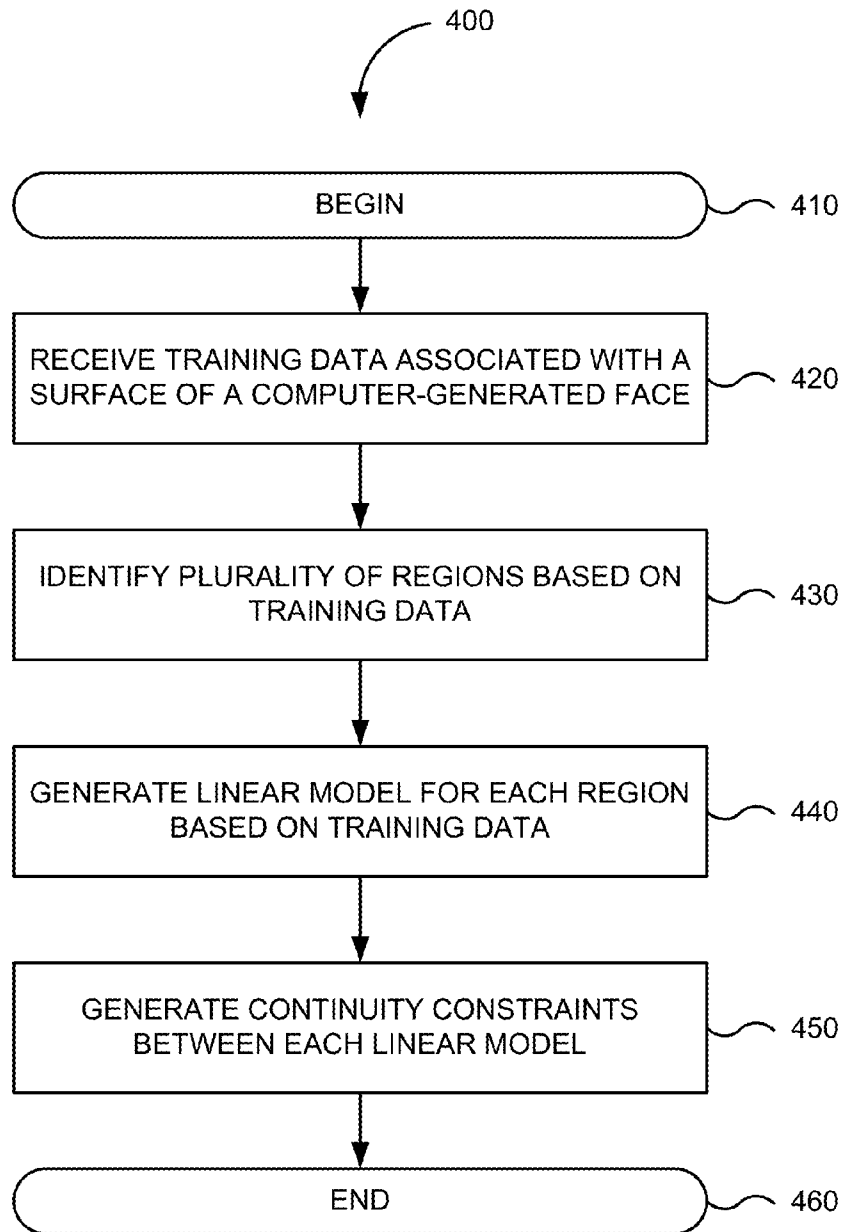 400
BEGIN
410
RECEIVE TRAINING DATA ASSOCIATED WITH A
SURFACE OF A COMPUTER-GENERATED FACE
420
IDENTIFY PLURALITY OF REGIONS BASED ON
TRAINING DATA
430
GENERATE LINEAR MODEL FOR EACH REGION
BASED ON TRAINING DATA
440
GENERATE CONTINUITY CONSTRAINTS
BETWEEN EACH LINEAR MODEL
450
END
460